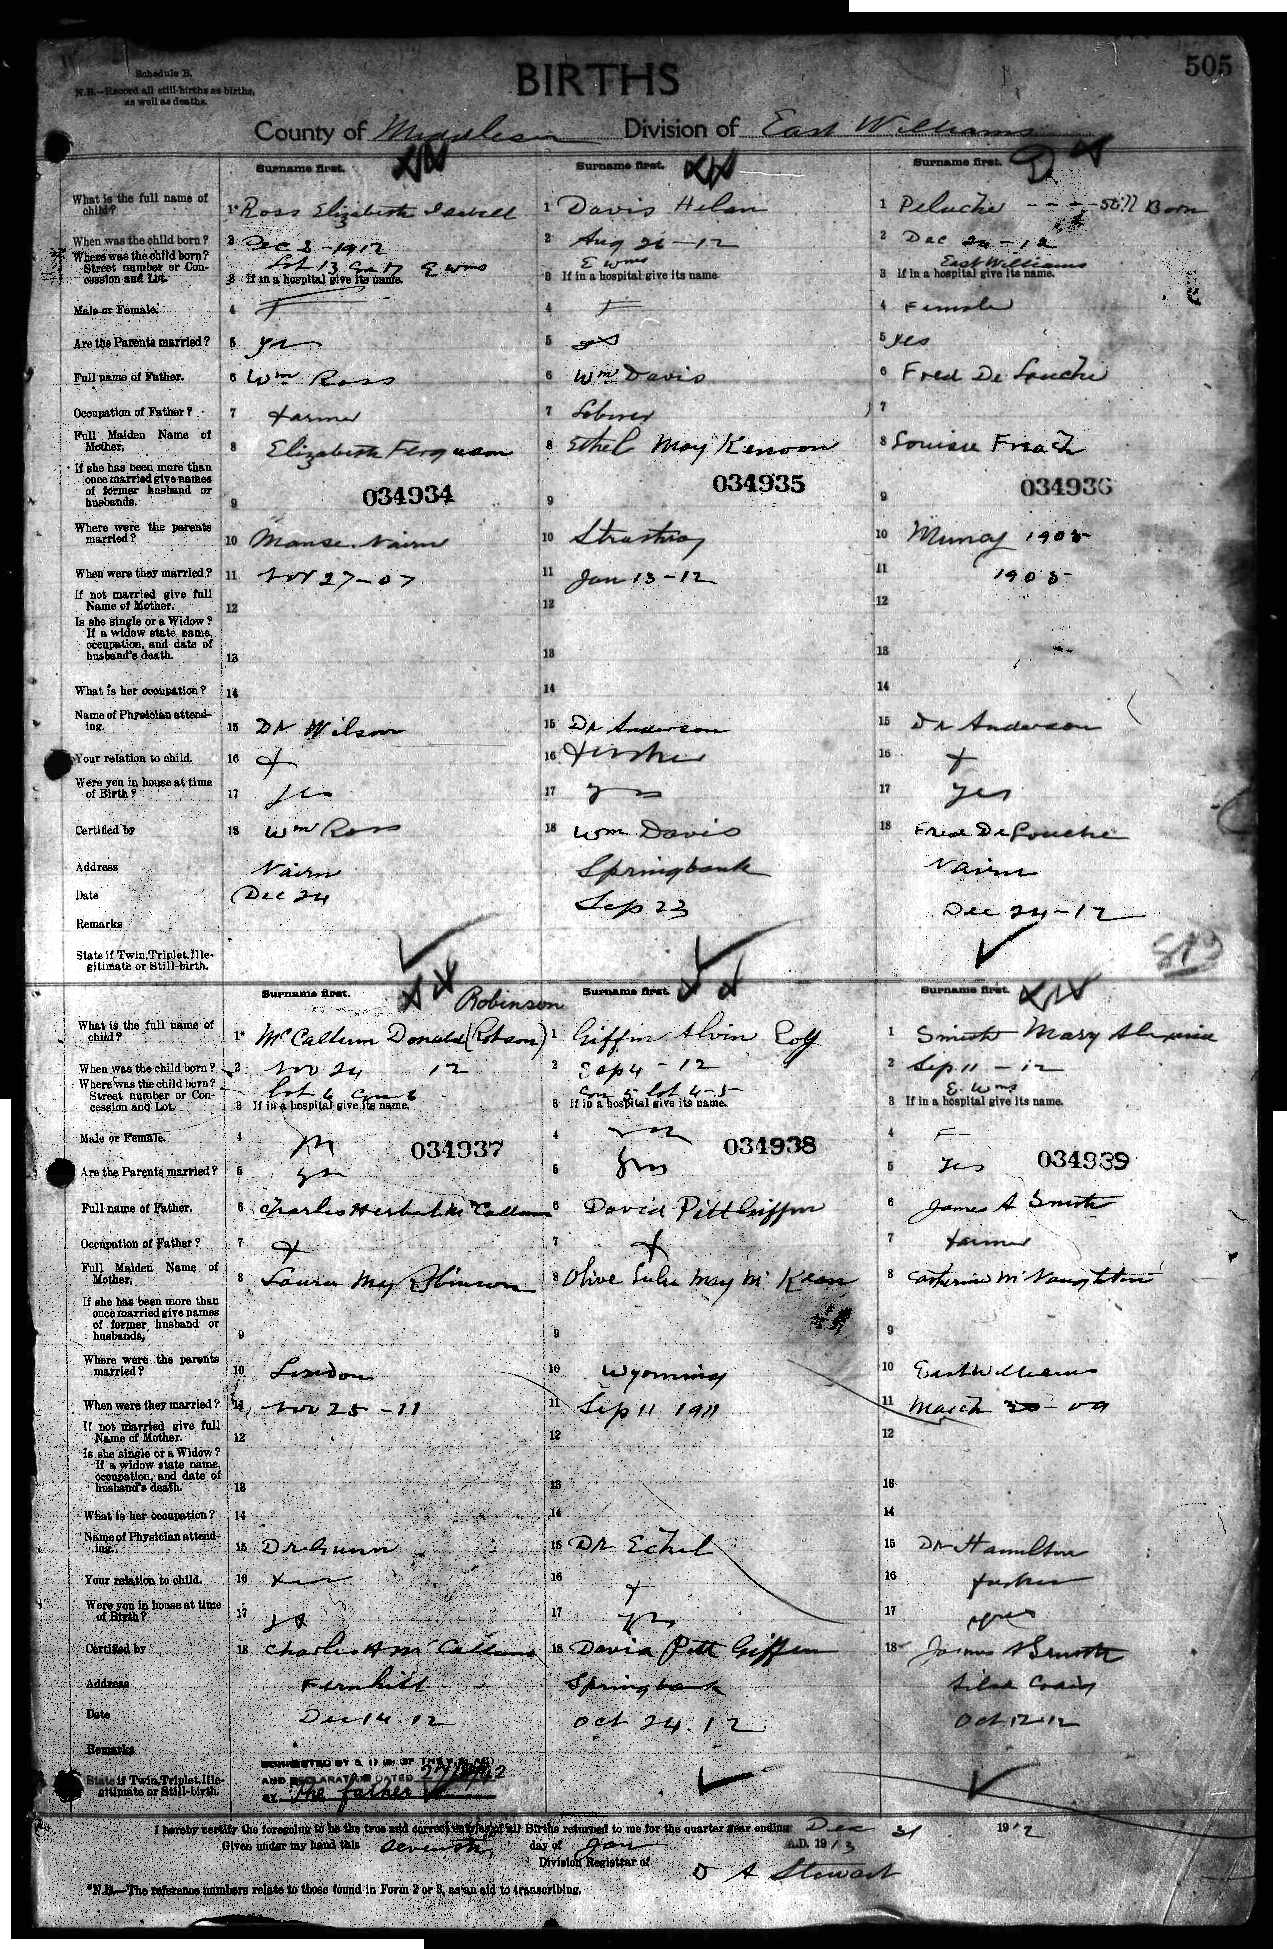 505
Schedule B.
N.B.—Record all still-births as births,
as well as deaths.
BIRTHS
County of Middlesex Division of East Williams
Surname first. Surname first. Surname first.
What is the full name of
child?
1* Ross Elizabeth Isabell
1 Davis Helen
1 Peluche - - - - Still Born
When was the child born?
2 Dec 3 - 1912
2 Aug 26 - 12
2 Dec 24 - 12
Where was the child born?
Street number or Con-
cession and Lot.
Lot 13 Con 17 E Wms
3 If in a hospital give its name.
E Wms
3 If in a hospital give its name.
East Williams
3 If in a hospital give its name.
Male or Female.
4 F
4 F
4 Female
Are the Parents married?
5 yes
5
5 yes
Full name of Father.
6 Wm Ross
6 Wm Davis
6 Fred De Louche
Occupation of Father?
7 farmer
7 Laborer
7
Full Maiden Name of
Mother.
8 Elizabeth Ferguson
8 Ethel May
8 Louise
If she has been more than
once married give names
of former husband or
husbands.
9 034934
9 034935
9 034936
Where were the parents
married?
10 Manse Nairn
10 Strathroy
10 1905
When were they married?
11 Nov 27 - 07
11 Jan 13 - 12
11 1905
If not married give full
Name of Mother.
12
12
12
Is she single or a Widow?
If a widow state name,
occupation, and date of
husband's death.
13
13
13
What is her occupation?
14
14
14
Name of Physician attend-
ing.
15 Dr Wilson
15 Dr Anderson
15 Dr Anderson
Your relation to child.
16 f
16 father
16 f
Were you in house at time
of Birth?
17 yes
17 yes
17 yes
Certified by
18 Wm Ross
18 Wm Davis
18 Fred De Louche
Address
Nairn
Springbank
Nairn
Date
Dec 24
Sep 23
Dec 24 - 12
Remarks
State if Twin, Triplet, Ille-
gitimate or Still-birth.
Surname first. Surname first. Surname first.
Robinson
What is the full name of
child?
1* McCallum Donald (Robson)
1 Giffin Alvin Roy
1 Smith Mary
When was the child born?
2 Nov 24 12
2 Sep 4 - 12
2 Sep 11 - 12
Where was the child born?
Street number or Con-
cession and Lot.
Lot 6 Con 6
3 If in a hospital give its name.
Con 5 Lot 4-5
3 If in a hospital give its name.
E Wms
3 If in a hospital give its name.
Male or Female.
4 M 034937
4 m 034938
4 F
Are the Parents married?
5 yes
5 yes
5 yes 034939
Full name of Father.
6 Charles Herbert McCallum
6 David Pitt Giffin
6 James A Smith
Occupation of Father?
7 f
7 f
7 farmer
Full Maiden Name of
Mother.
8 Laura May Robinson
8 Olive Julia May McKean
8 Catherine McNaughton
If she has been more than
once married give names
of former husband or
husbands,
9
9
9
Where were the parents
married?
10 London
10 Wyoming
10 East Williams
When were they married?
11 Nov 25 - 11
11 Sep 11 1911
11 March 30 - 09
If not married give full
Name of Mother.
12
12
12
Is she single or a Widow?
If a widow state name,
occupation, and date of
husband's death.
13
13
13
What is her occupation?
14
14
14
Name of Physician attend-
ing.
15 Dr Gunn
15 Dr
15 Dr Hamilton
Your relation to child.
16
16 f
16 father
Were you in house at time
of Birth?
17 yes
17 yes
17 yes
Certified by
18 Charles H McCallum
18 David Pitt Giffin
18 James A Smith
Address
Fernhill
Springbank
Ailsa Craig
Date
Dec 14 12
Oct 24. 12
Oct 12 12
Remarks
State if Twin, Triplet, Ille-
gitimate or Still-birth.
AND DECLARATION DATED
BY the father
I hereby certify the foregoing to be the true and correct entries of all Births returned to me for the quarter year ending Dec 31 1912
Given under my hand this Seventh day of Jan A.D. 1913
Division Registrar of
D A Stewart
*N.B.—The reference numbers relate to those found in Form 2 or 3, as an aid to transcribing.